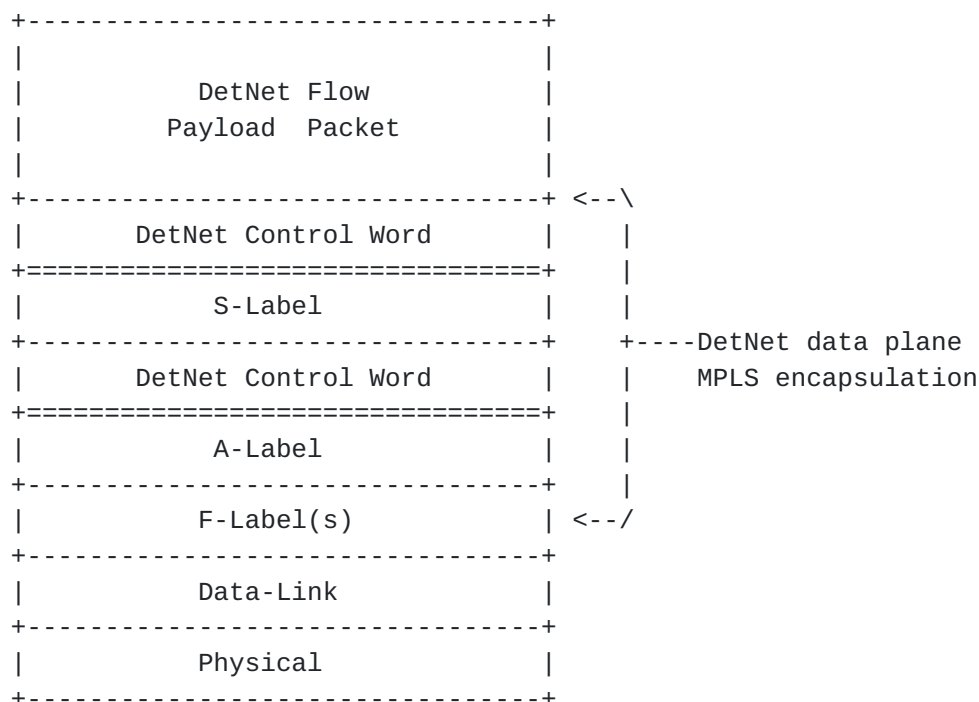 DetNet Flow
Payload Packet
DetNet Control Word
S-Label
DetNet Control Word
A-Label
F-Label(s)
Data-Link
Physical
DetNet data plane
MPLS encapsulation